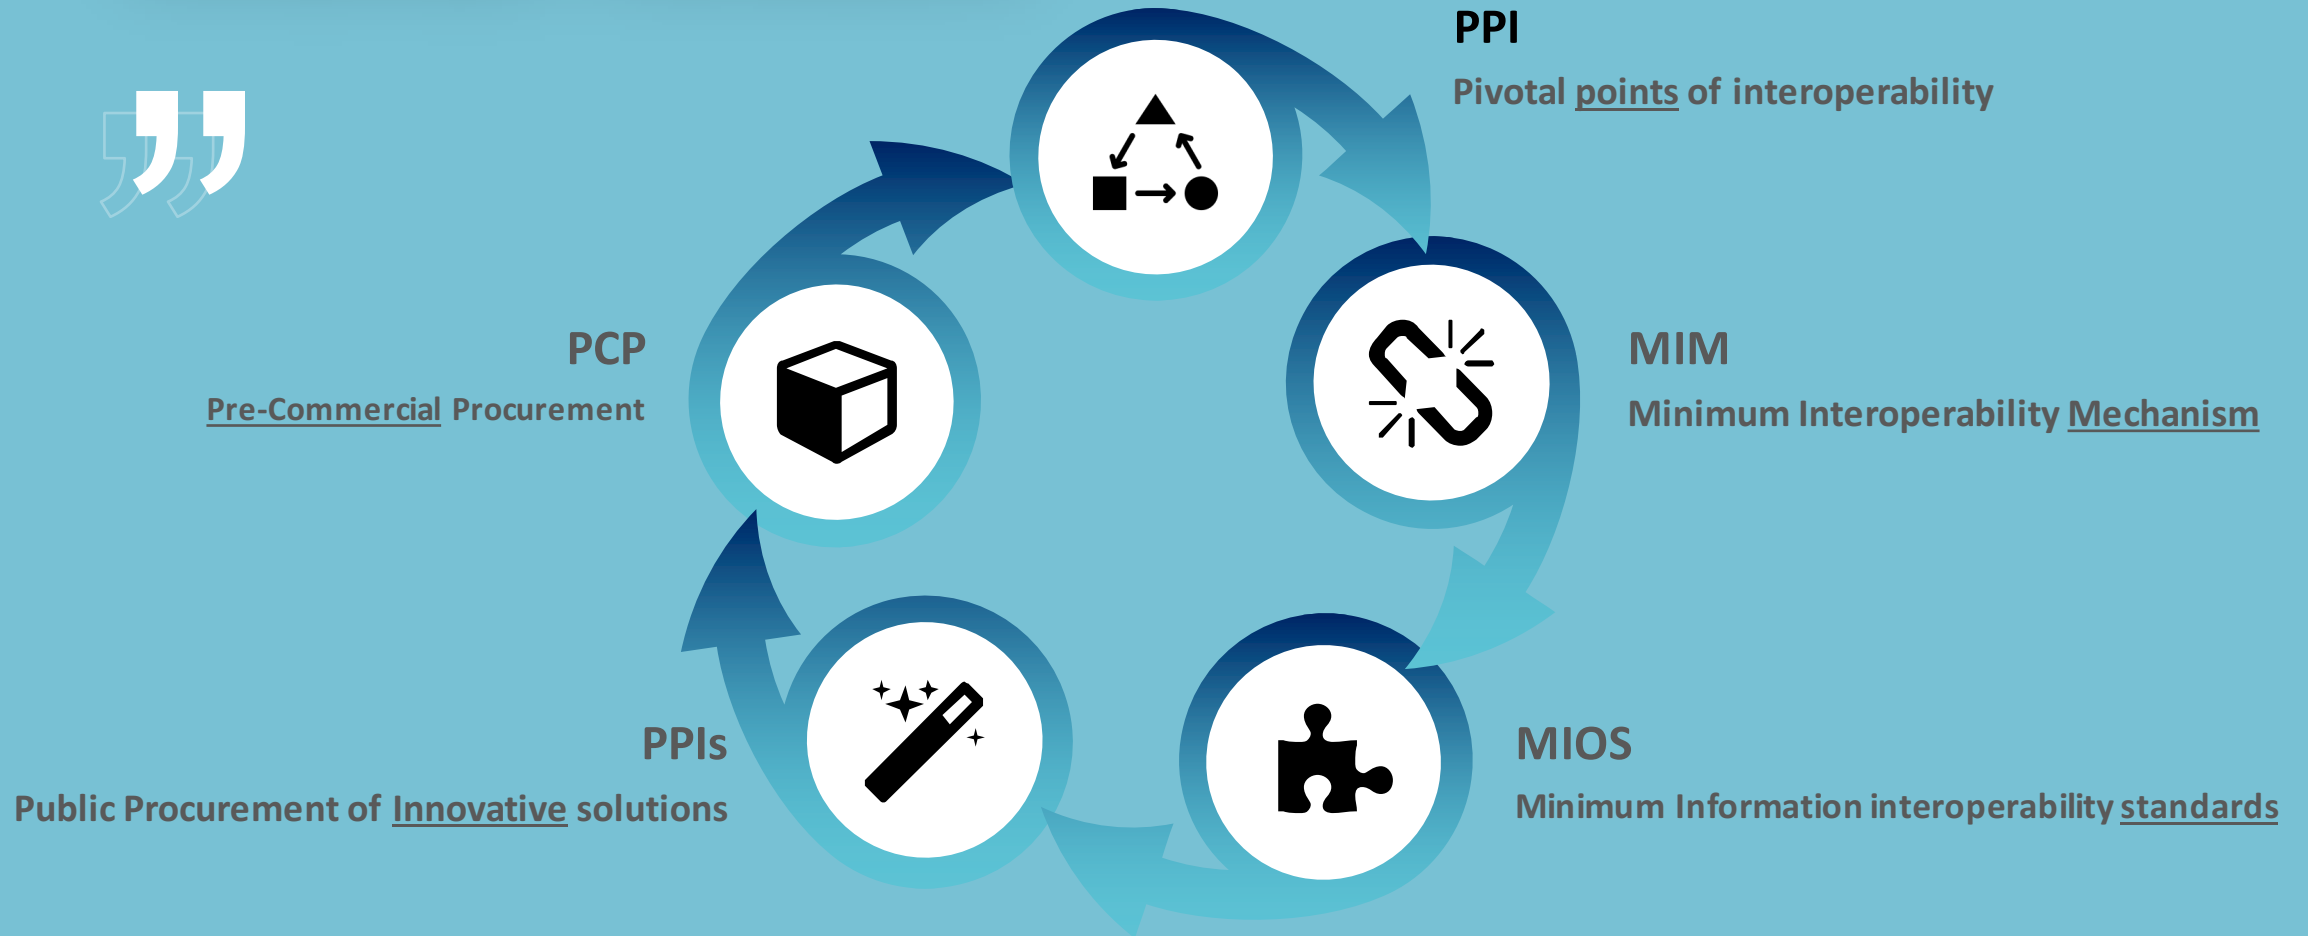 PPI
Pivotal points of interoperability
MIM
Minimum Interoperability Mechanism
MIOS
Minimum Information interoperability standards
PPIs
Public Procurement of Innovative solutions
PCP
Pre-Commercial Procurement